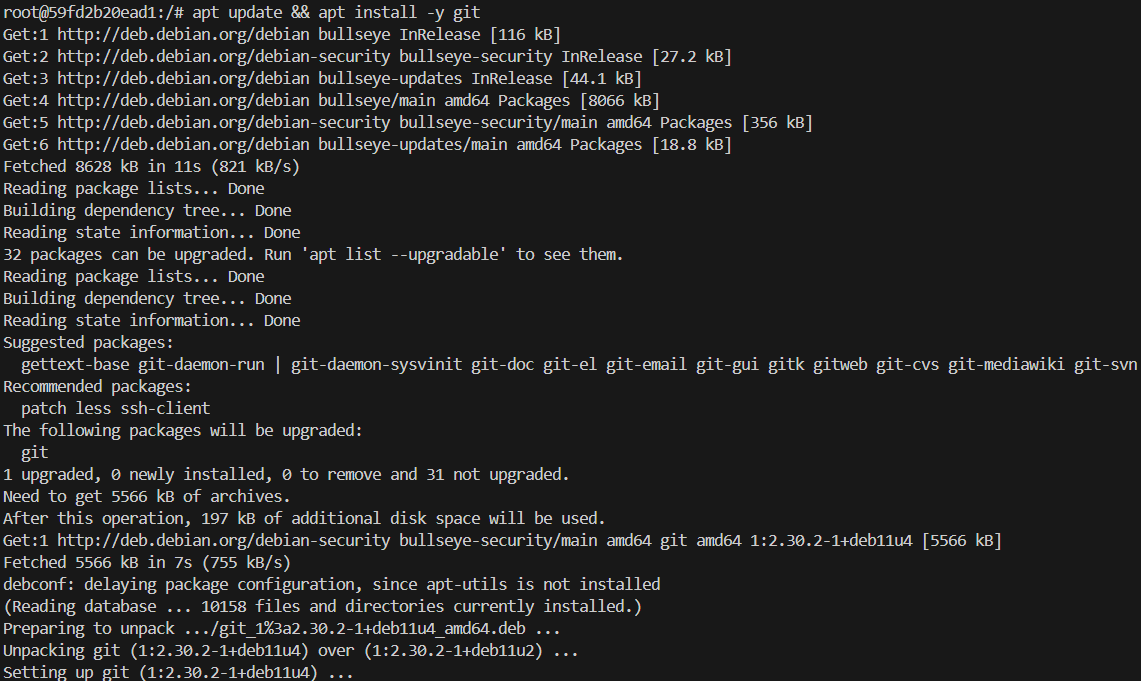 root@59fd2b20ead1:/# apt update && apt install -y git
Get:1 http://deb.debian.org/debian bullseye InRelease [116 kB]
Get:2 http://deb.debian.org/debian-security bullseye-security InRelease [27.2 kB]
Get:3 http://deb.debian.org/debian bullseye-updates InRelease [44.1 kB]
Get:4 http://deb.debian.org/debian bullseye/main amd64 Packages [8066 kB]
Get:5 http://deb.debian.org/debian-security bullseye-security/main amd64 Packages [356 kB]
Get:6 http://deb.debian.org/debian bullseye-updates/main amd64 Packages [18.8 kB]
Fetched 8628 kB in 11s (821 kB/s)
Reading package lists... Done
Building dependency tree... Done
Reading state information... Done
32 packages can be upgraded. Run 'apt list --upgradable' to see them.
Reading package lists... Done
Building dependency tree... Done
Reading state information... Done
Suggested packages:
  gettext-base git-daemon-run | git-daemon-sysvinit git-doc git-el git-email git-gui gitk gitweb git-cvs git-mediawiki git-svn
Recommended packages:
  patch less ssh-client
The following packages will be upgraded:
  git
1 upgraded, 0 newly installed, 0 to remove and 31 not upgraded.
Need to get 5566 kB of archives.
After this operation, 197 kB of additional disk space will be used.
Get:1 http://deb.debian.org/debian-security bullseye-security/main amd64 git amd64 1:2.30.2-1+deb11u4 [5566 kB]
Fetched 5566 kB in 7s (755 kB/s)
debconf: delaying package configuration, since apt-utils is not installed
(Reading database ... 10158 files and directories currently installed.)
Preparing to unpack .../git_1%3a2.30.2-1+deb11u4_amd64.deb ...
Unpacking git (1:2.30.2-1+deb11u4) over (1:2.30.2-1+deb11u2) ...
Setting up git (1:2.30.2-1+deb11u4) ...